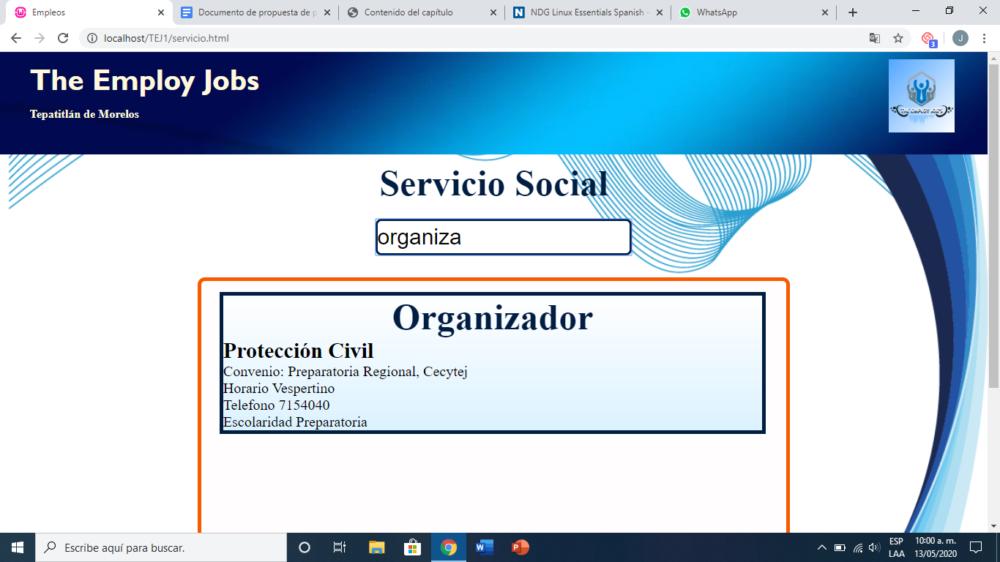 Empleos
Documento de propuesta de p
Contenido del capítulo
NDG Linux Essentials Spanish -
WhatsApp
localhost/TEJ1/servicio.html
3
J
The Employ Jobs
Tepatitlán de Morelos
THE EMPLOY JOBS
Servicio Social
organiza
Organizador
Protección Civil
Convenio: Preparatoria Regional, Cecytej
Horario Vespertino
Telefono 7154040
Escolaridad Preparatoria
Escribe aquí para buscar.
ESP
LAA
10:00 a. m.
13/05/2020